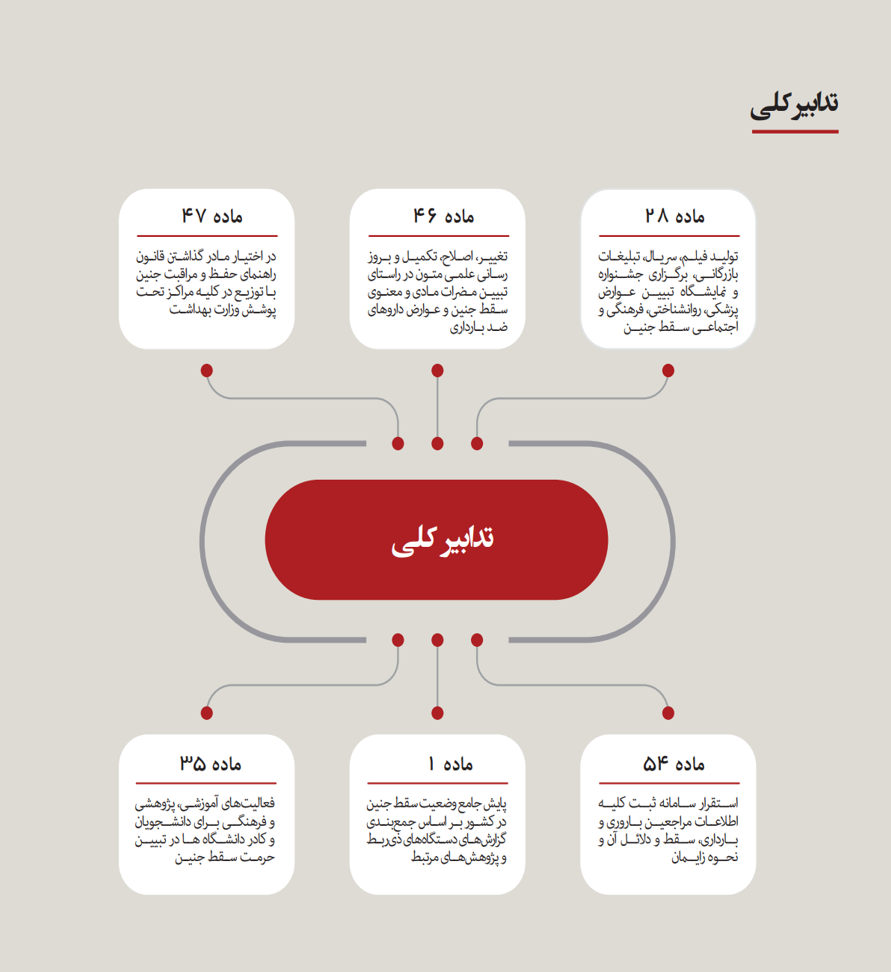 تدابیر کلی
ماده ۲۸
تولید فیلم، سریال، تبلیغات
بازرگانی، برگزاری جشنواره
و نمایشگاه تبیین عوارض
پزشکی، روانشناختی، فرهنگی و
اجتماعی سقط جنین
ماده ۴۶
تغییر، اصلاح، تکمیل و بروز
رسانی علمی متون در راستای
تبیین مضرات مادی و معنوی
سقط جنین و عوارض داروهای
ضد بارداری
ماده ۴۷
در اختیار مادر گذاشتن قانون
راهنمای حفظ و مراقبت جنین
با توزیع در کلیه مراکز تحت
پوشش وزارت بهداشت
تدابیر کلی
ماده ۵۴
استقرار سامانه ثبت کلیه
اطلاعات مراجعین باروری و
بارداری، سقط و دلائل آن و
نحوه زایمان
ماده ۱
پایش جامع وضعیت سقط جنین
در کشور بر اساس جمع‌بندی
گزارش‌های دستگاه‌های ذی‌ربط
و پژوهش‌های مرتبط
ماده ۳۵
فعالیت‌های آموزشی، پژوهشی
و فرهنگی برای دانشجویان
و کادر دانشگاه ها در تبیین
حرمت سقط جنین